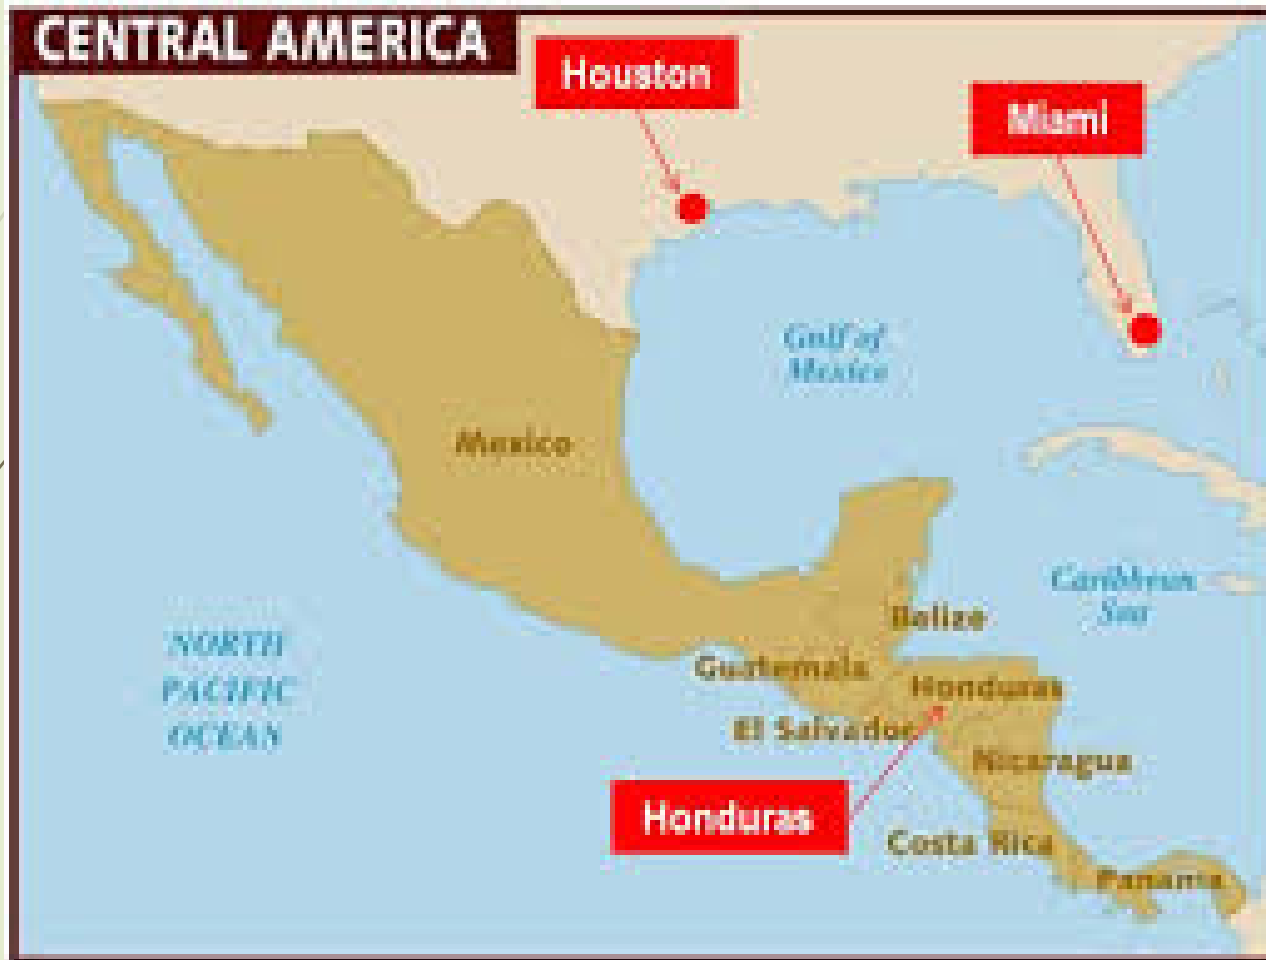 CENTRAL AMERICA
Houston
Miami
Gulf of
Mexico
Mexico
Caribbean
Sea
Belize
NORTH
PACIFIC
OCEAN
Guatemala
Honduras
El Salvador
Nicaragua
Honduras
Costa Rica
Panama